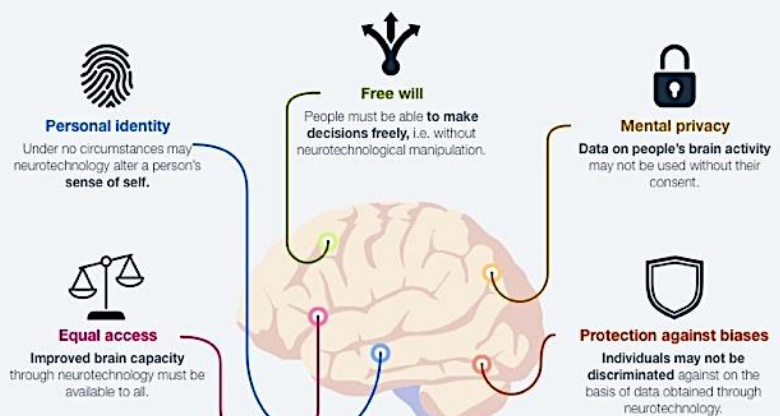 Free will
People must be able to make
decisions freely, i.e. without
neurotechnological manipulation.
Personal identity
Under no circumstances may
neurotechnology alter a person's
sense of self.
Mental privacy
Data on people's brain activity
may not be used without their
consent.
Equal access
Improved brain capacity
through neurotechnology must be
available to all.
Protection against biases
Individuals may not be
discriminated against on the
basis of data obtained through
neurotechnology.